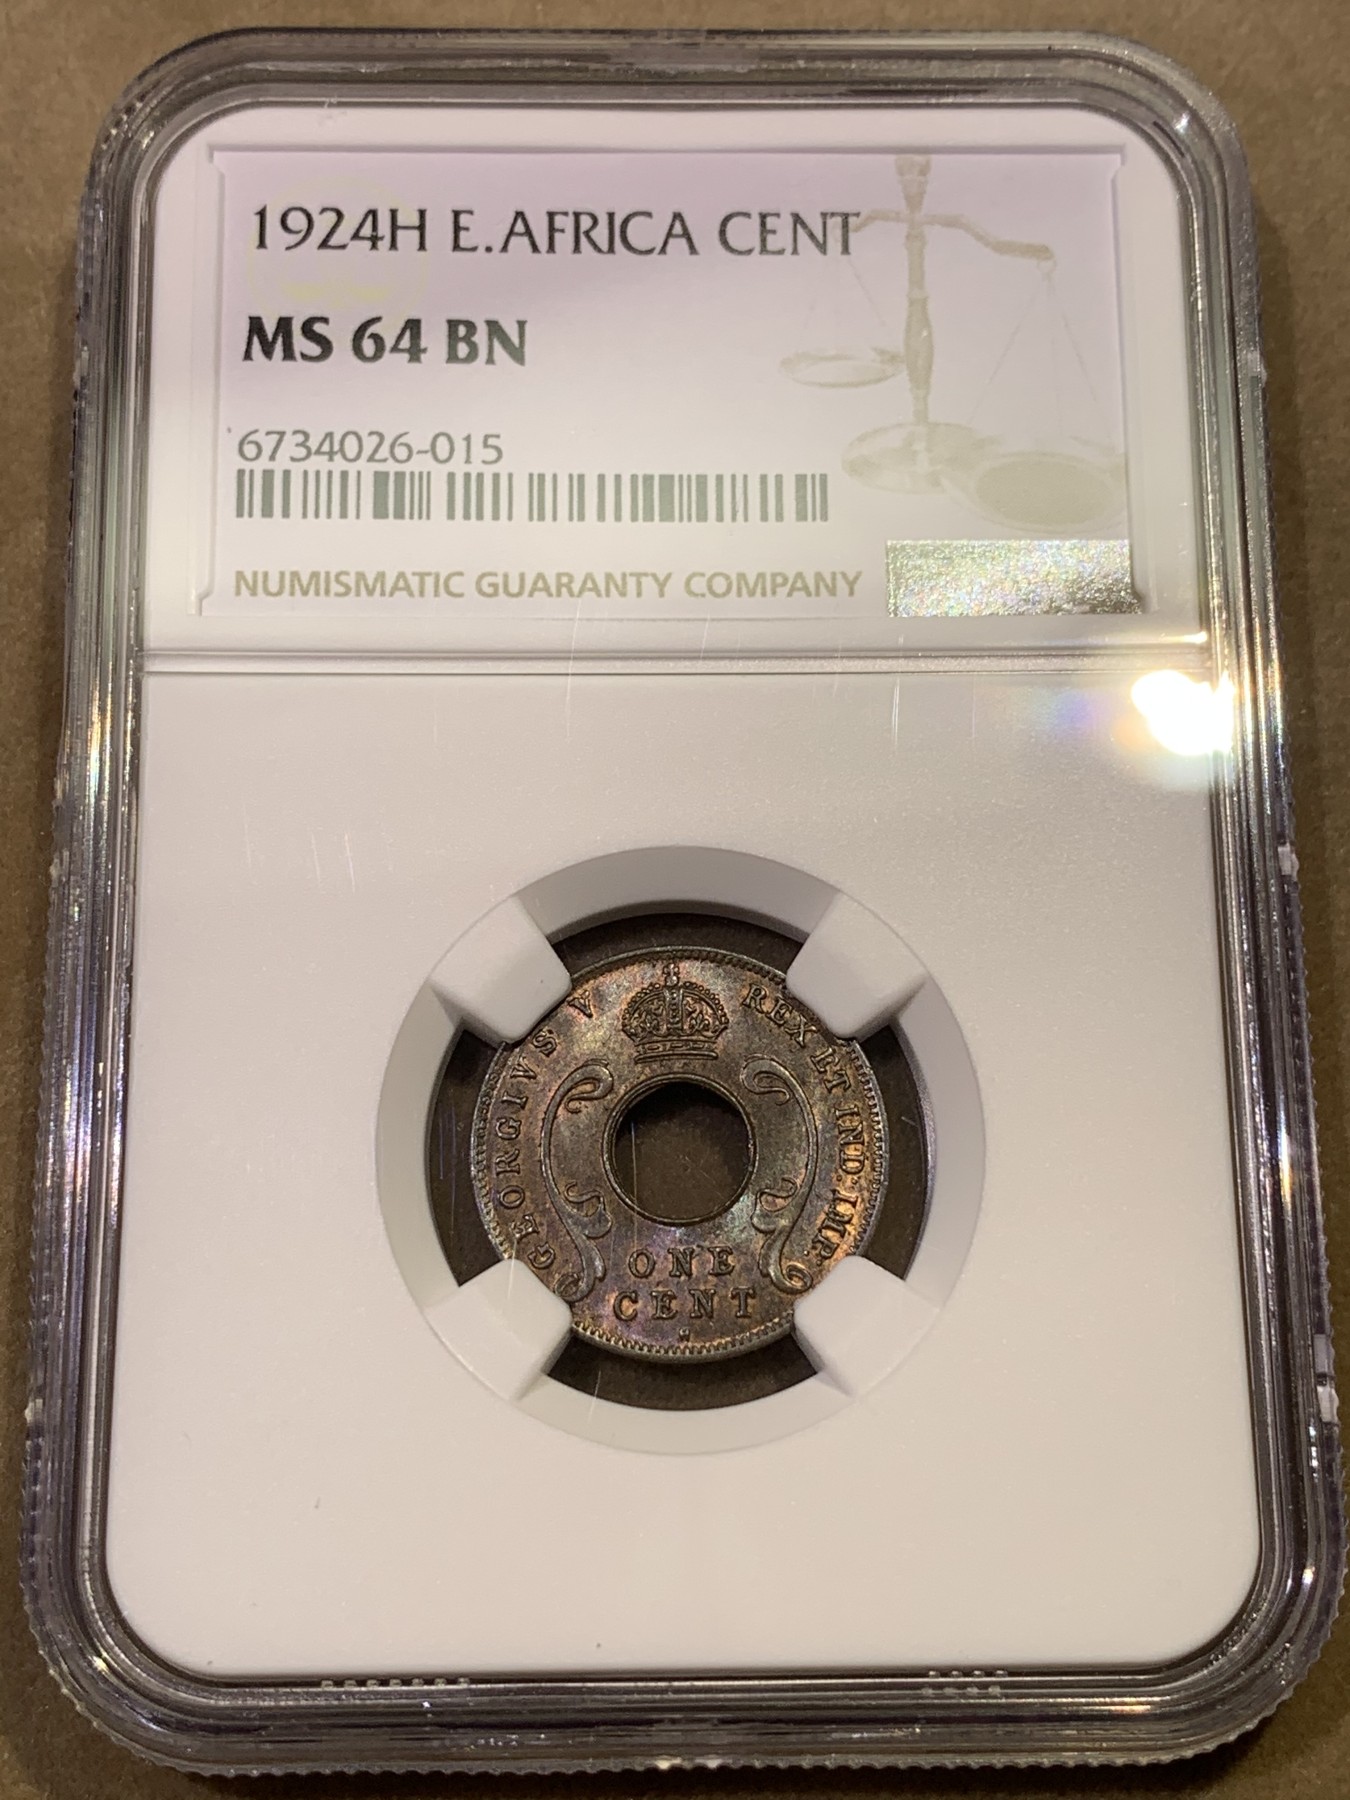 1924H E.AFRICA CENT
MS 64 BN
6734026-015
NUMISMATIC GUARANTY COMPANY
GEORGIVS V REX ET IND:IMP:
ONE
CENT
H